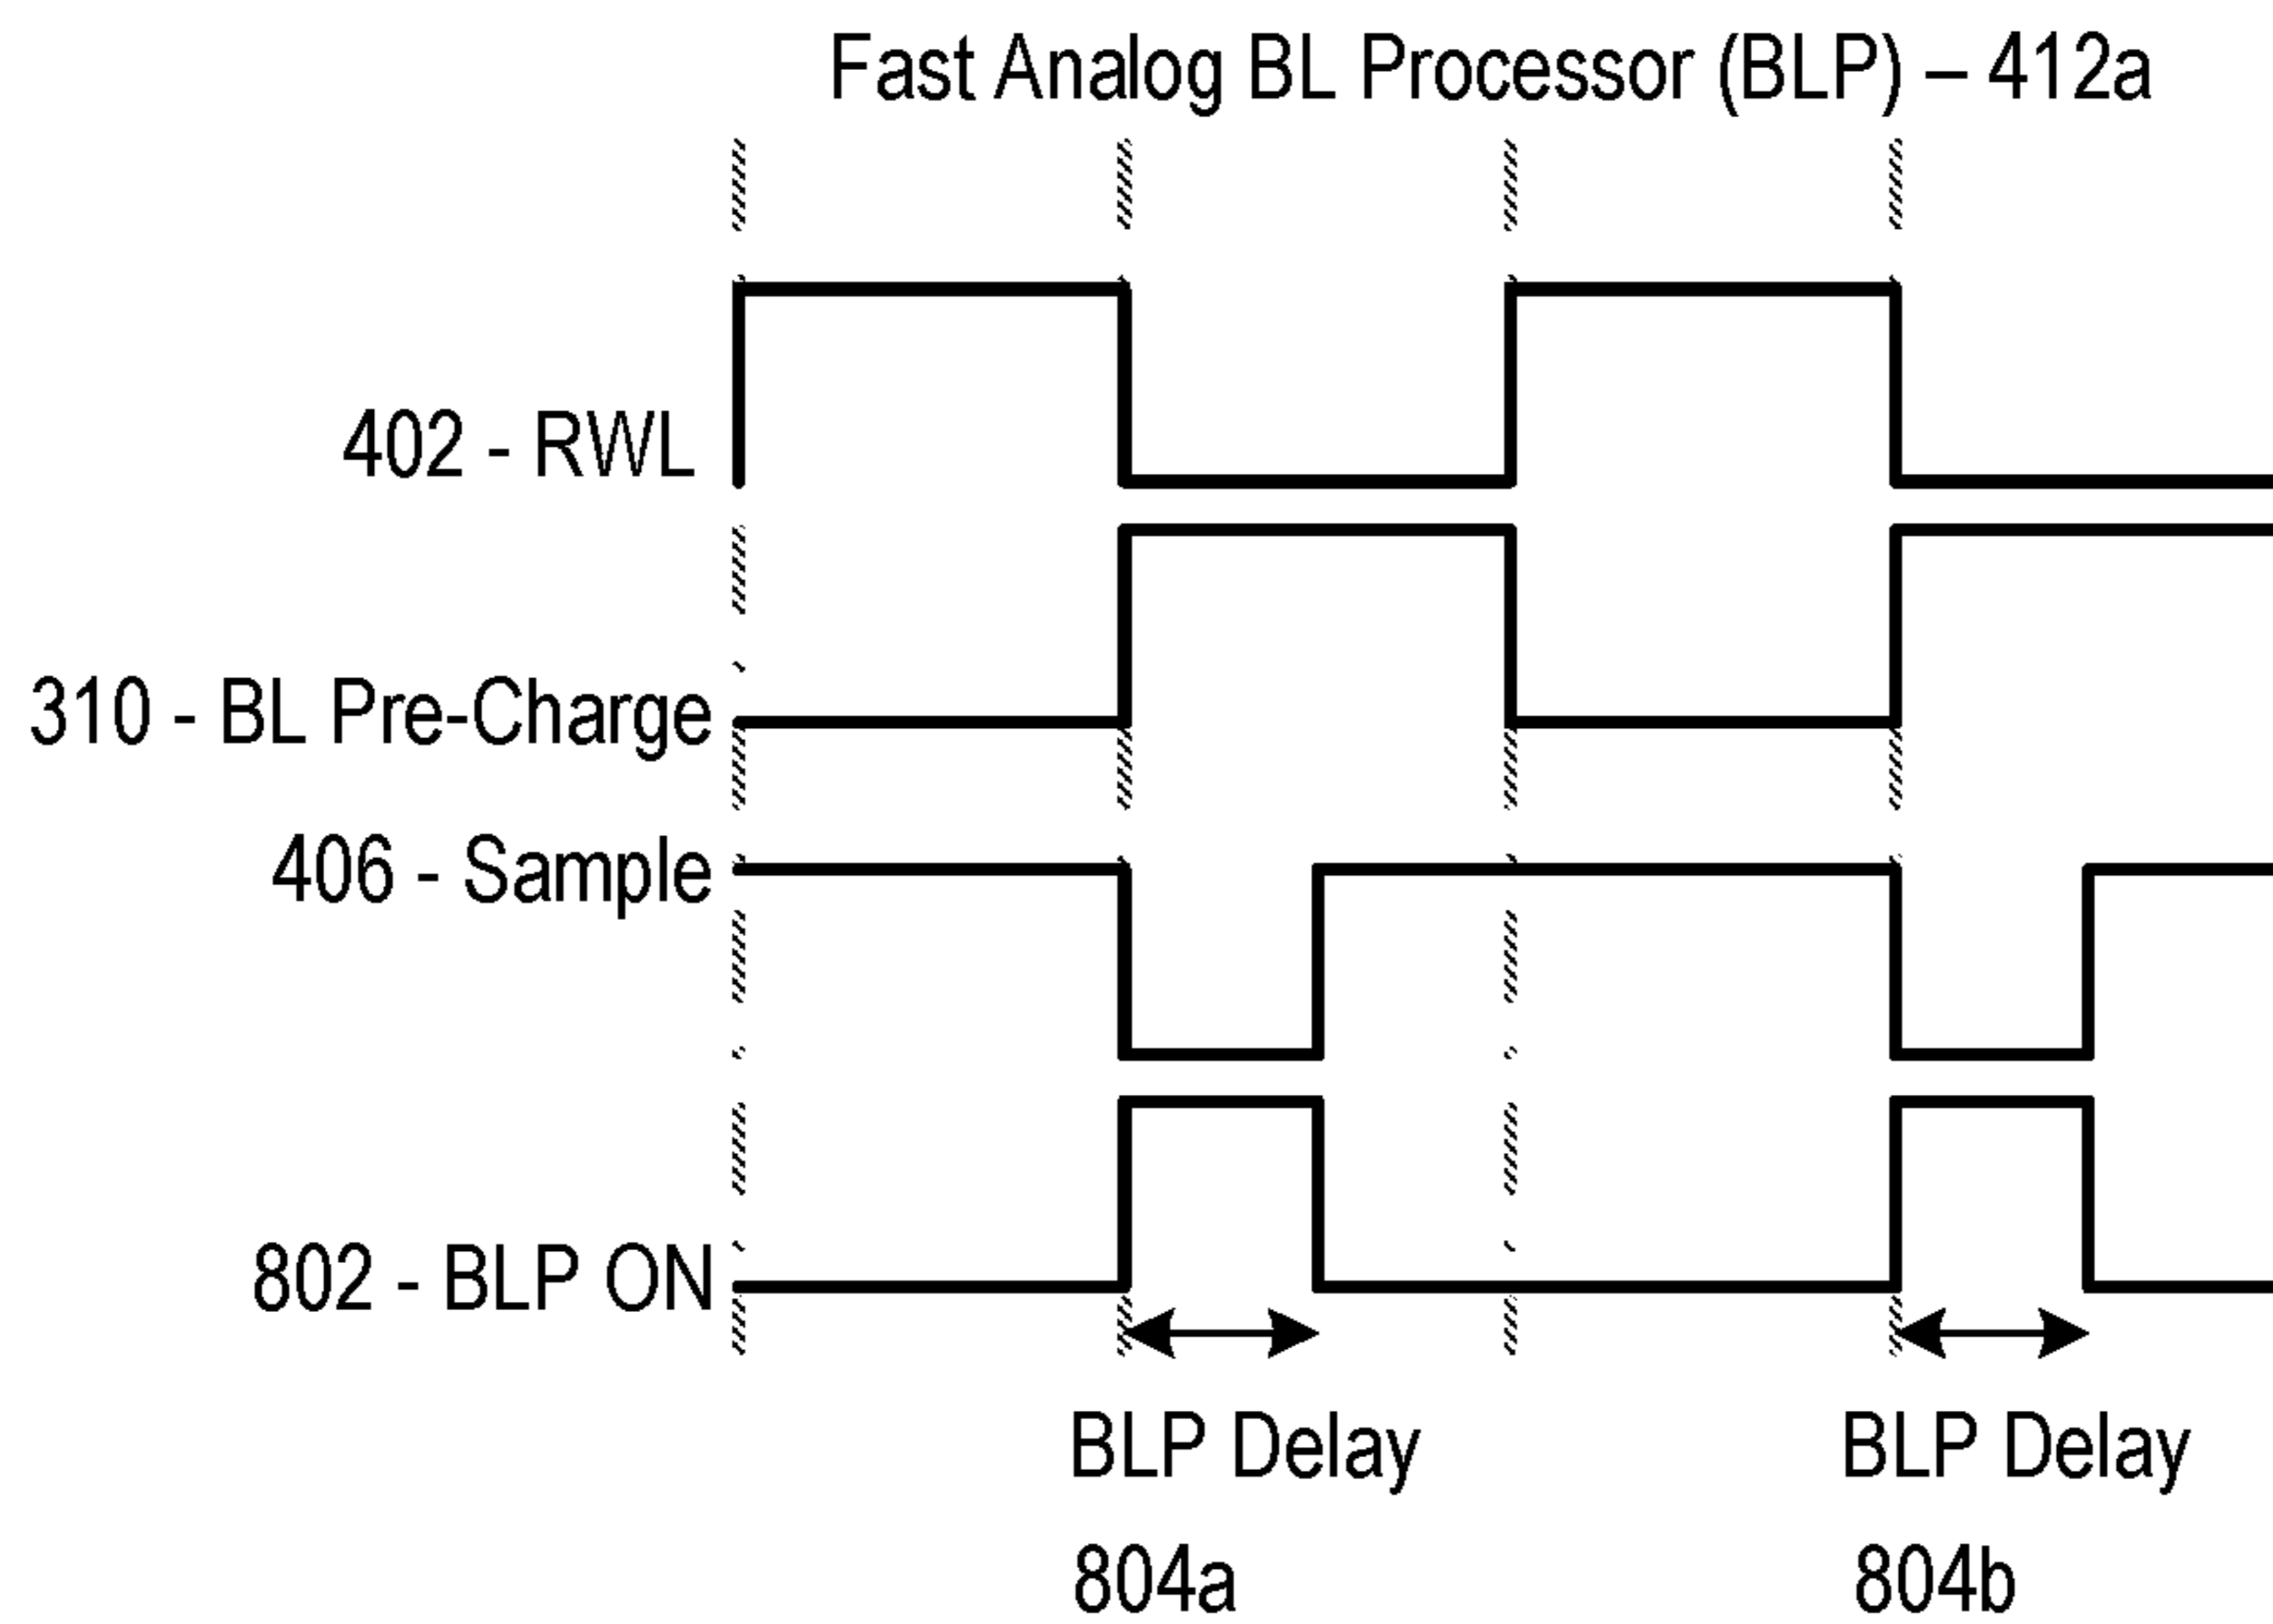 Fast Analog BL Processor (BLP) – 412a
402 - RWL
310 - BL Pre-Charge
406 - Sample
802 - BLP ON
BLP Delay
804a
BLP Delay
804b